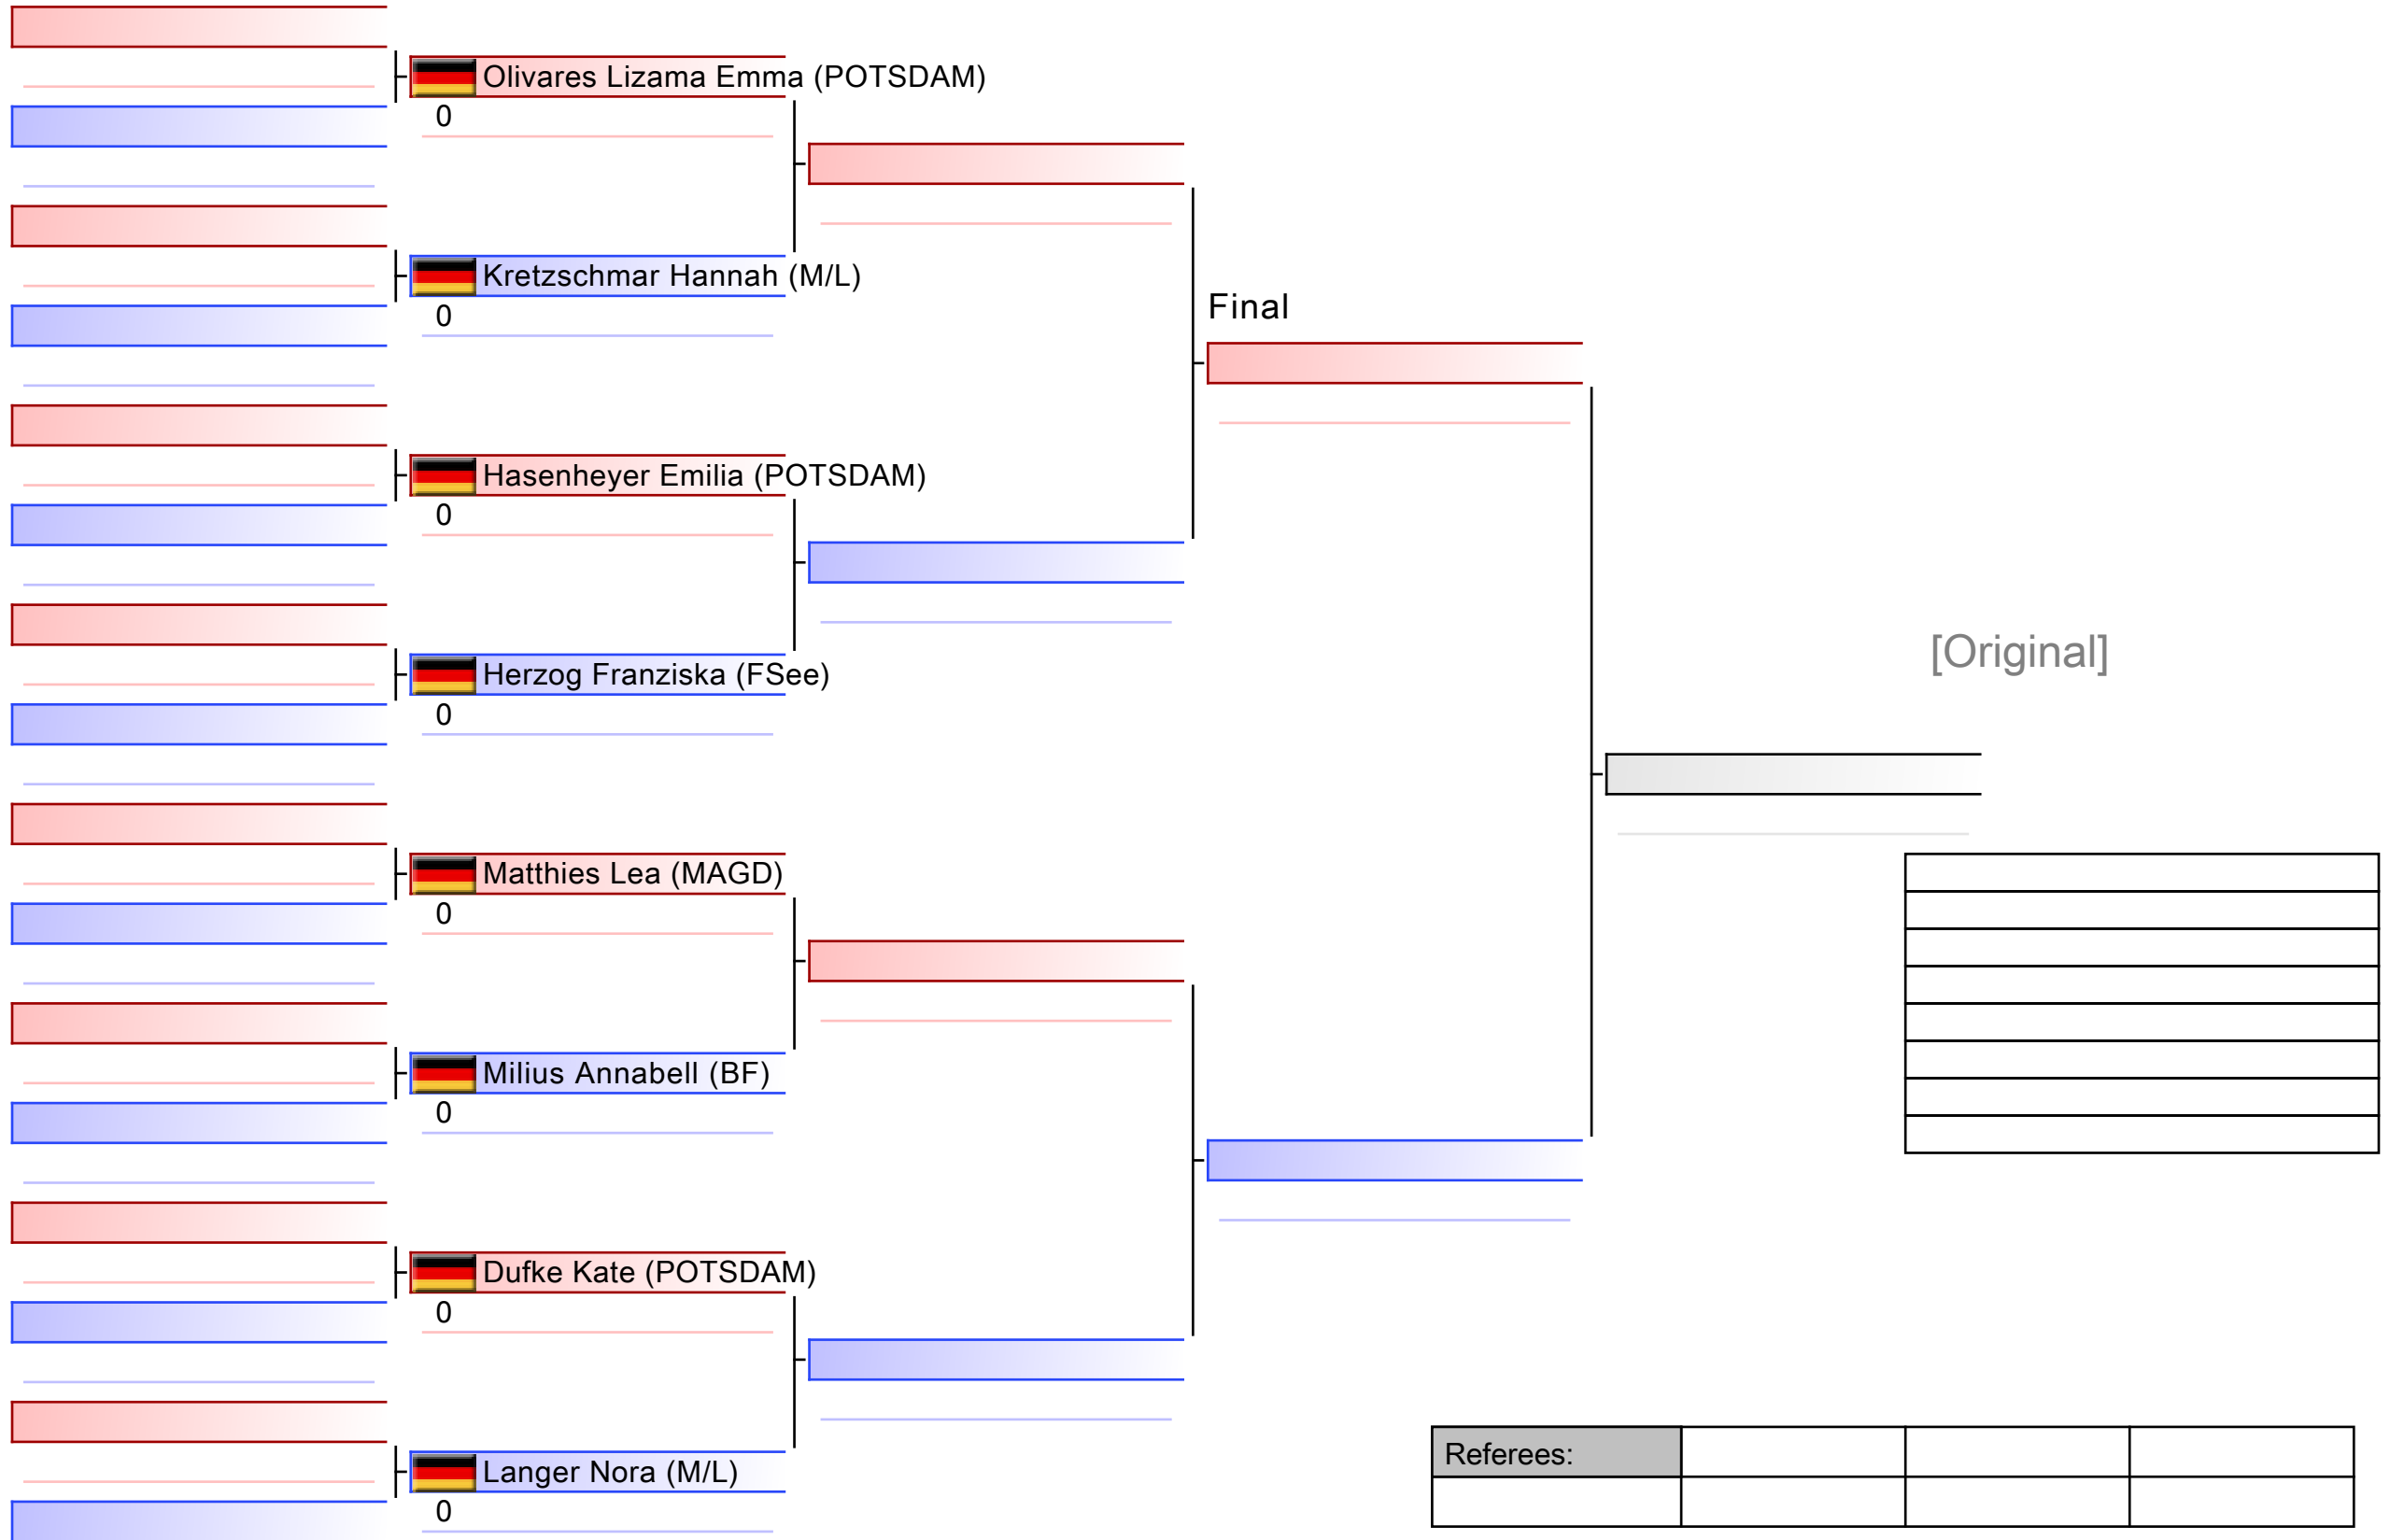 Olivares Lizama Emma (POTSDAM)
0
Kretzschmar Hannah (M/L)
0
Final
Hasenheyer Emilia (POTSDAM)
0
Herzog Franziska (FSee)
0
[Original]
Matthies Lea (MAGD)
0
Milius Annabell (BF)
0
Dufke Kate (POTSDAM)
0
Langer Nora (M/L)
0
Referees: